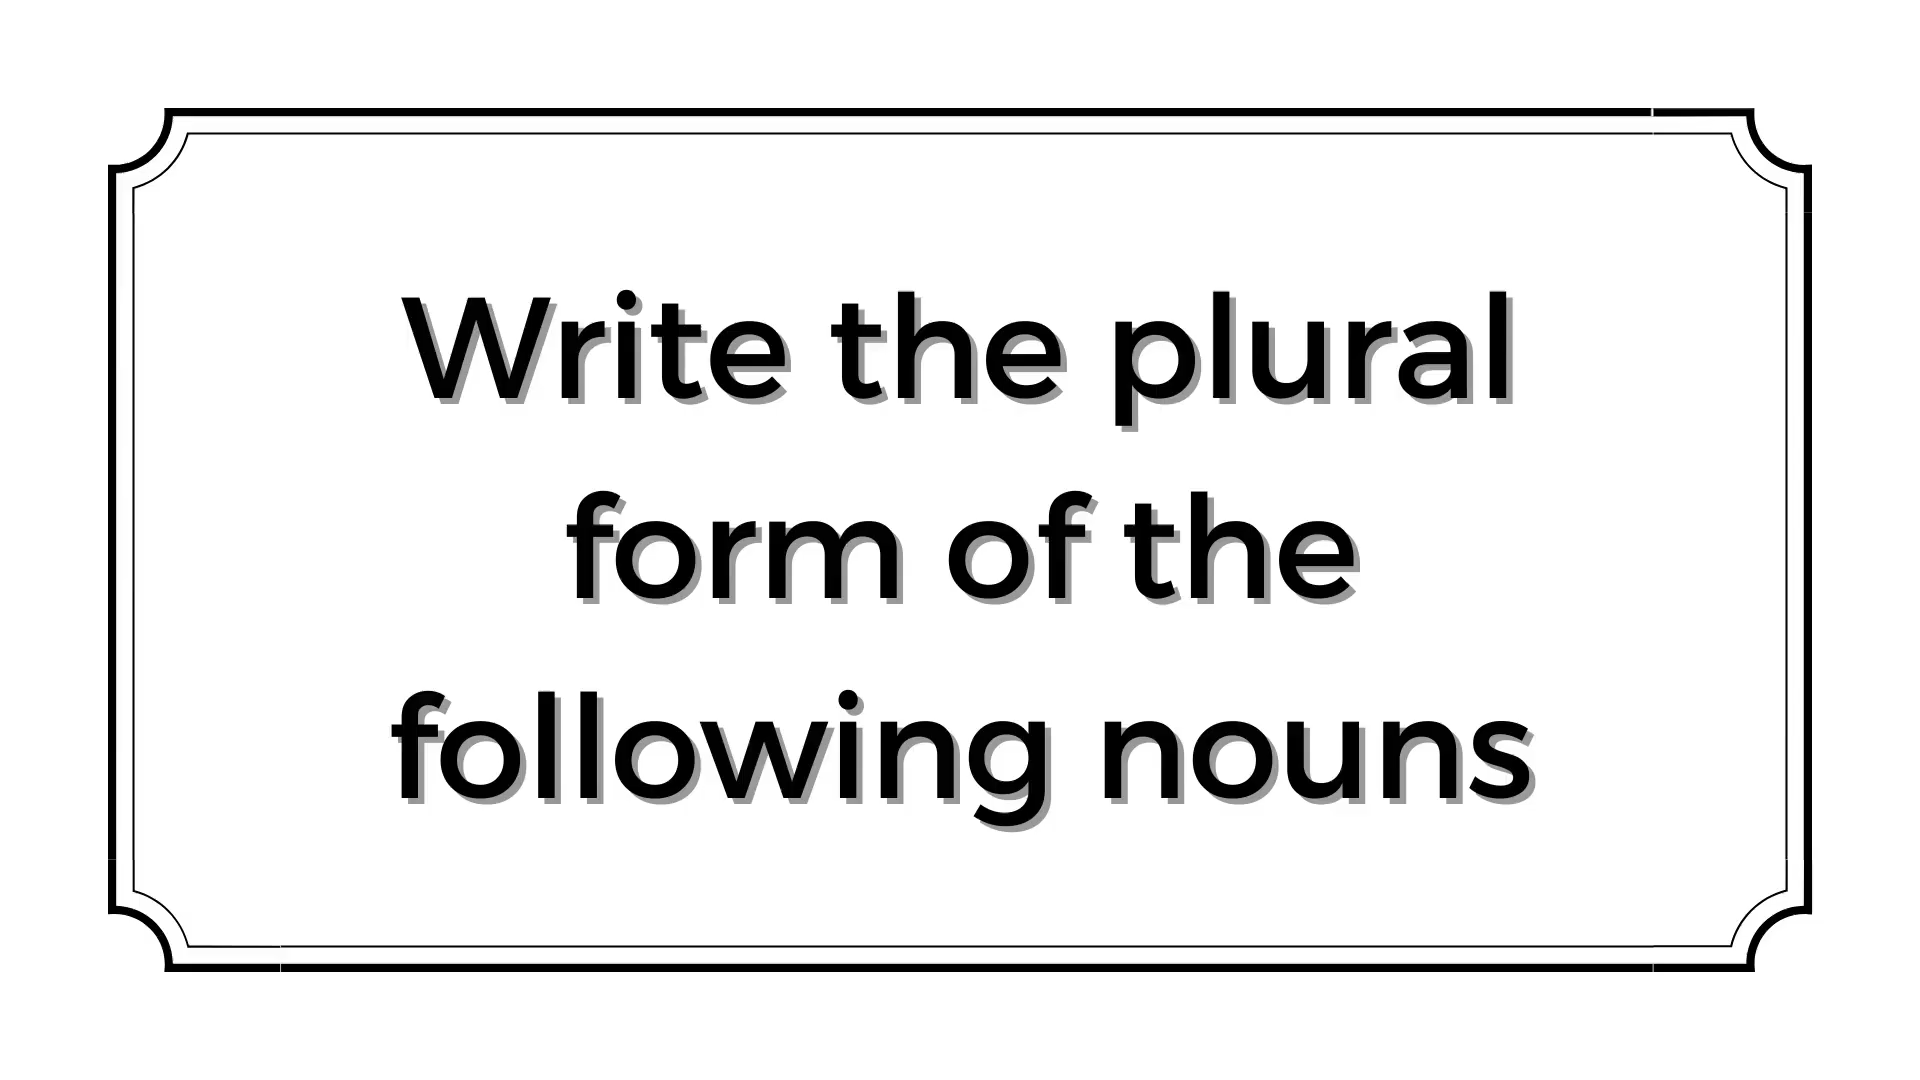 Write the plural
form of the
following nouns